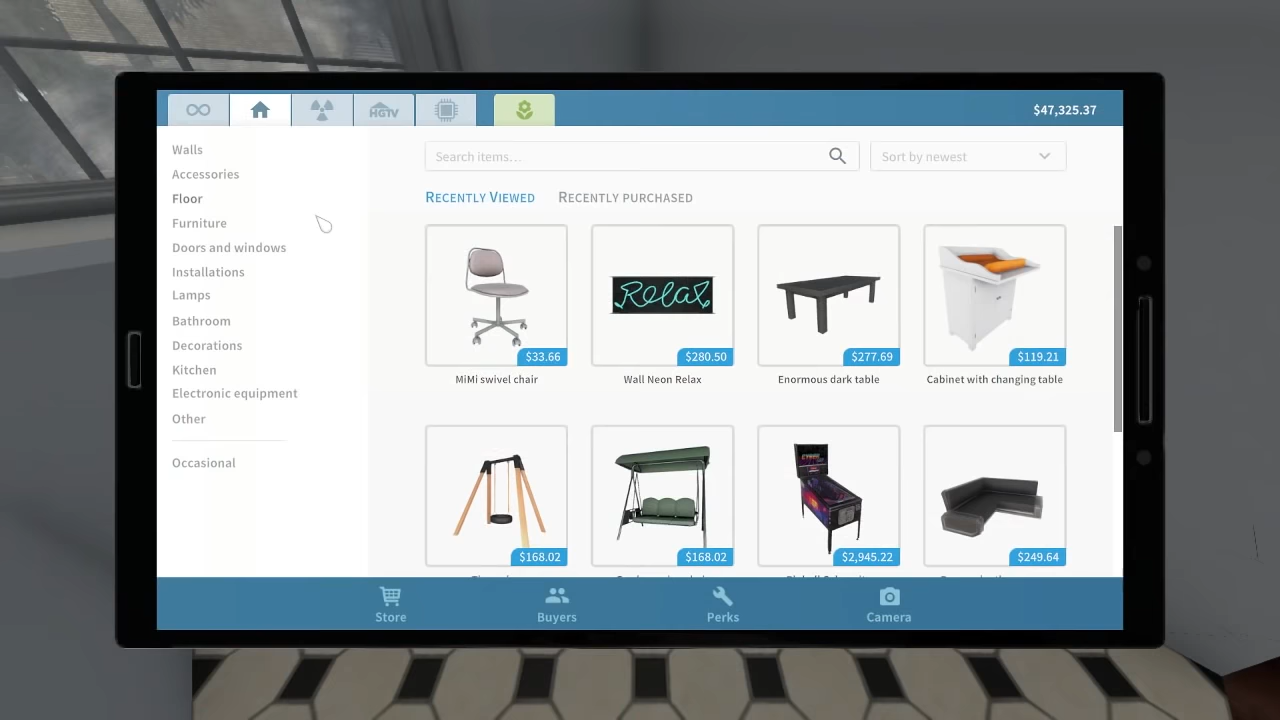 HGTV
$47,325.37
Walls
Accessories
Floor
Furniture
Doors and windows
Installations
Lamps
Bathroom
Decorations
Kitchen
Electronic equipment
Other
Occasional
Search items...
Sort by newest
RECENTLY VIEWED
RECENTLY PURCHASED
Relax
$33.66
$280.50
$277.69
$119.21
MiMi swivel chair
Wall Neon Relax
Enormous dark table
Cabinet with changing table
$168.02
$168.02
$2,945.22
$249.64
Store
Buyers
Perks
Camera